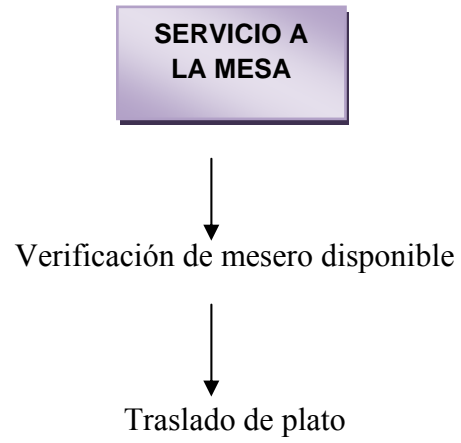 SERVICIO A
LA MESA
Verificación de mesero disponible
Traslado de plato